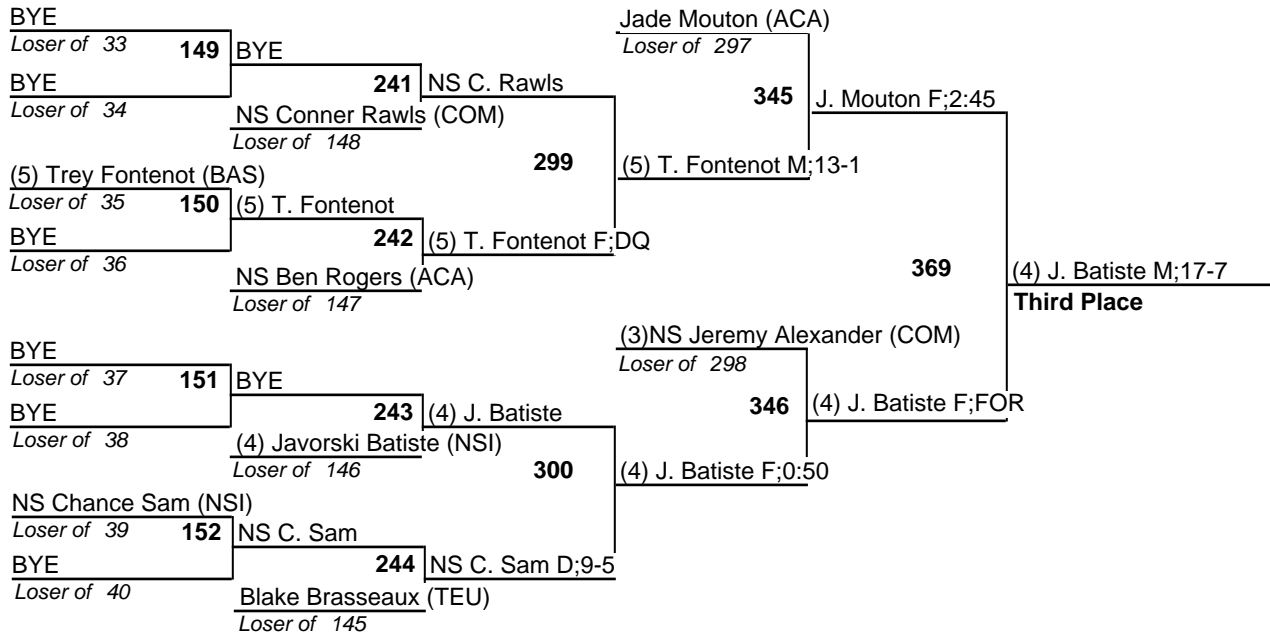 BYE
Loser of 33
149
BYE
BYE
Loser of 34
241
NS C. Rawls
NS Conner Rawls (COM)
Loser of 148
299
(5) Trey Fontenot (BAS)
Loser of 35
150
(5) T. Fontenot
BYE
Loser of 36
242
(5) T. Fontenot F;DQ
NS Ben Rogers (ACA)
Loser of 147
Jade Mouton (ACA)
Loser of 297
345
J. Mouton F;2:45
(5) T. Fontenot M;13-1
369
(4) J. Batiste M;17-7
Third Place
BYE
Loser of 37
151
BYE
BYE
Loser of 38
243
(4) J. Batiste
(4) Javorski Batiste (NSI)
Loser of 146
300
(3)NS Jeremy Alexander (COM)
Loser of 298
346
(4) J. Batiste F;FOR
(4) J. Batiste F;0:50
NS Chance Sam (NSI)
Loser of 39
152
NS C. Sam
BYE
Loser of 40
244
NS C. Sam D;9-5
Blake Brasseaux (TEU)
Loser of 145